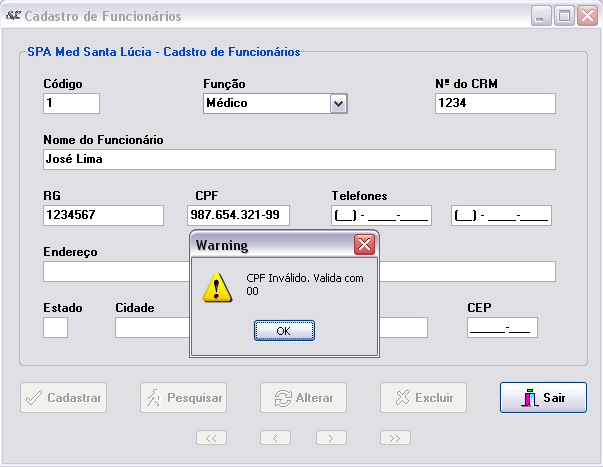 Cadastro de Funcionários
SPA Med Santa Lúcia - Cadstro de Funcionários
Código Função Nº do CRM
1 Médico 1234
Nome do Funcionário
José Lima
RG CPF Telefones
1234567 987.654.321-99 (__) - ____-____ (__) - ____-____
Warning
Endereço
CPF Inválido. Valida com
00
Estado Cidade CEP
OK _____-___
Cadastrar Pesquisar Alterar Excluir Sair
<< < > >>